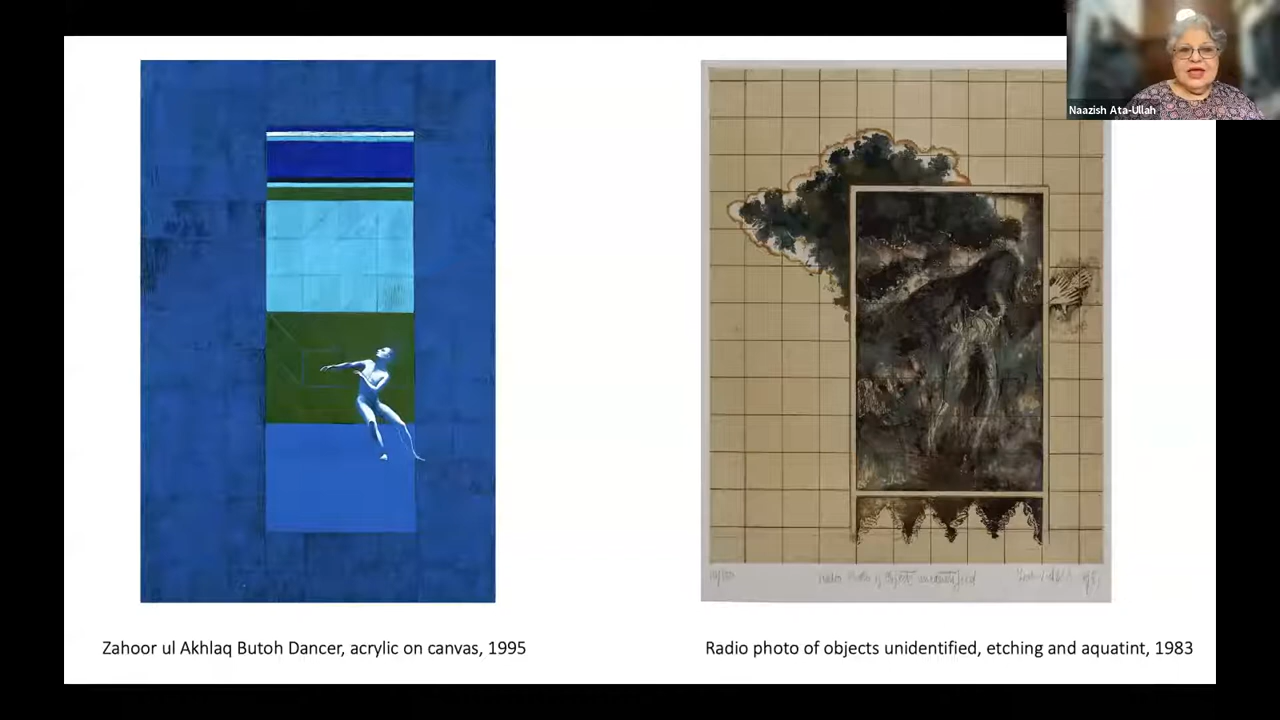 Naazish Ata-Ullah
Zahoor ul Akhlaq Butoh Dancer, acrylic on canvas, 1995
Radio photo of objects unidentified, etching and aquatint, 1983